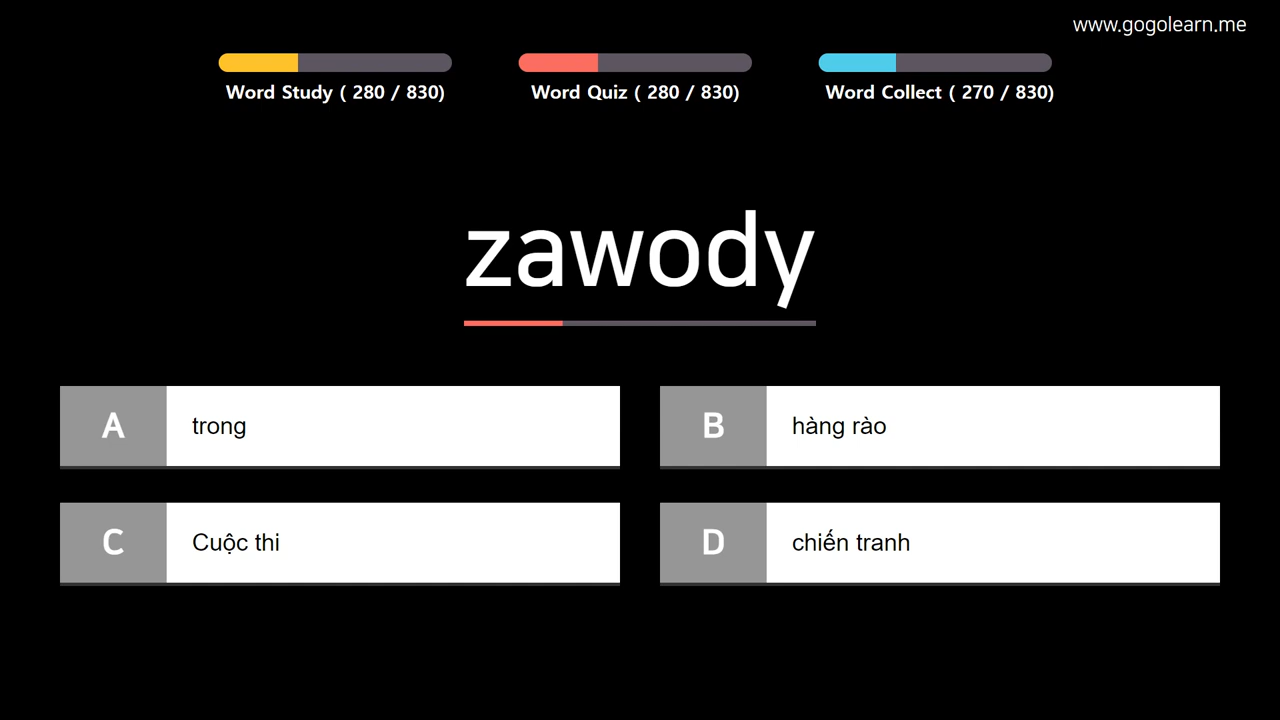 www.gogolearn.me
Word Study ( 280 / 830)
Word Quiz ( 280 / 830)
Word Collect ( 270 / 830)
zawody
A trong
B hàng rào
C Cuộc thi
D chiến tranh